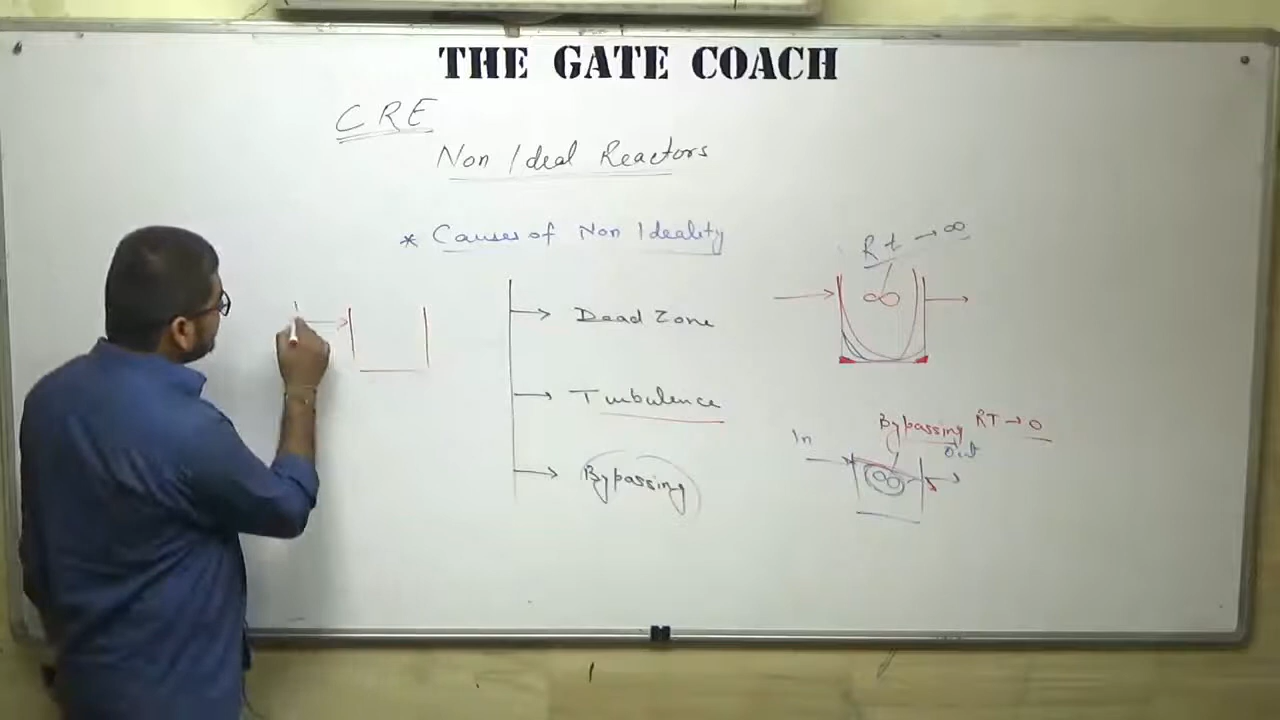 THE GATE COACH
CRE
Non Ideal Reactors
* Causes of Non Ideality
Rt → ∞
Dead Zone
Turbulence
Bypassing RT → 0
In
Out
Bypassing